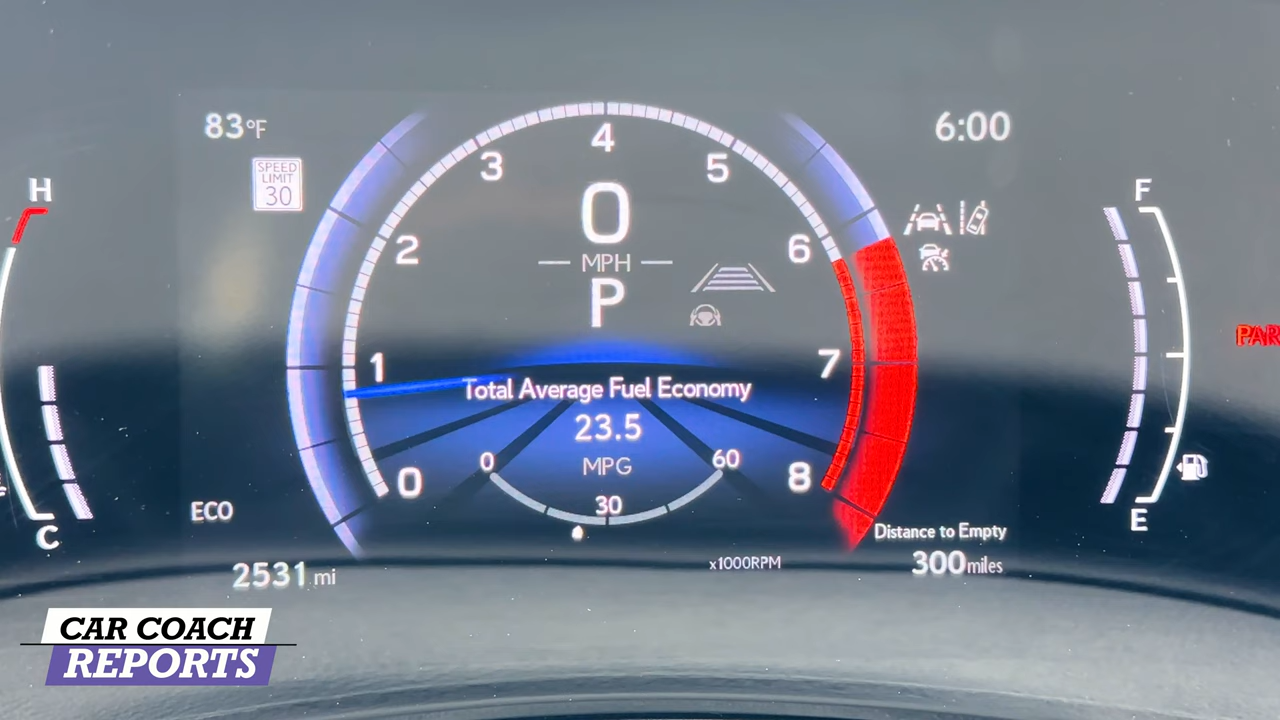 83°F
6:00
SPEED
LIMIT
30
H
F
4
3
5
0
2
6
MPH
P
1
7
Total Average Fuel Economy
23.5
MPG
0
0
60
8
30
ECO
C
E
Distance to Empty
2531 mi
x1000RPM
300 miles
CAR COACH
REPORTS